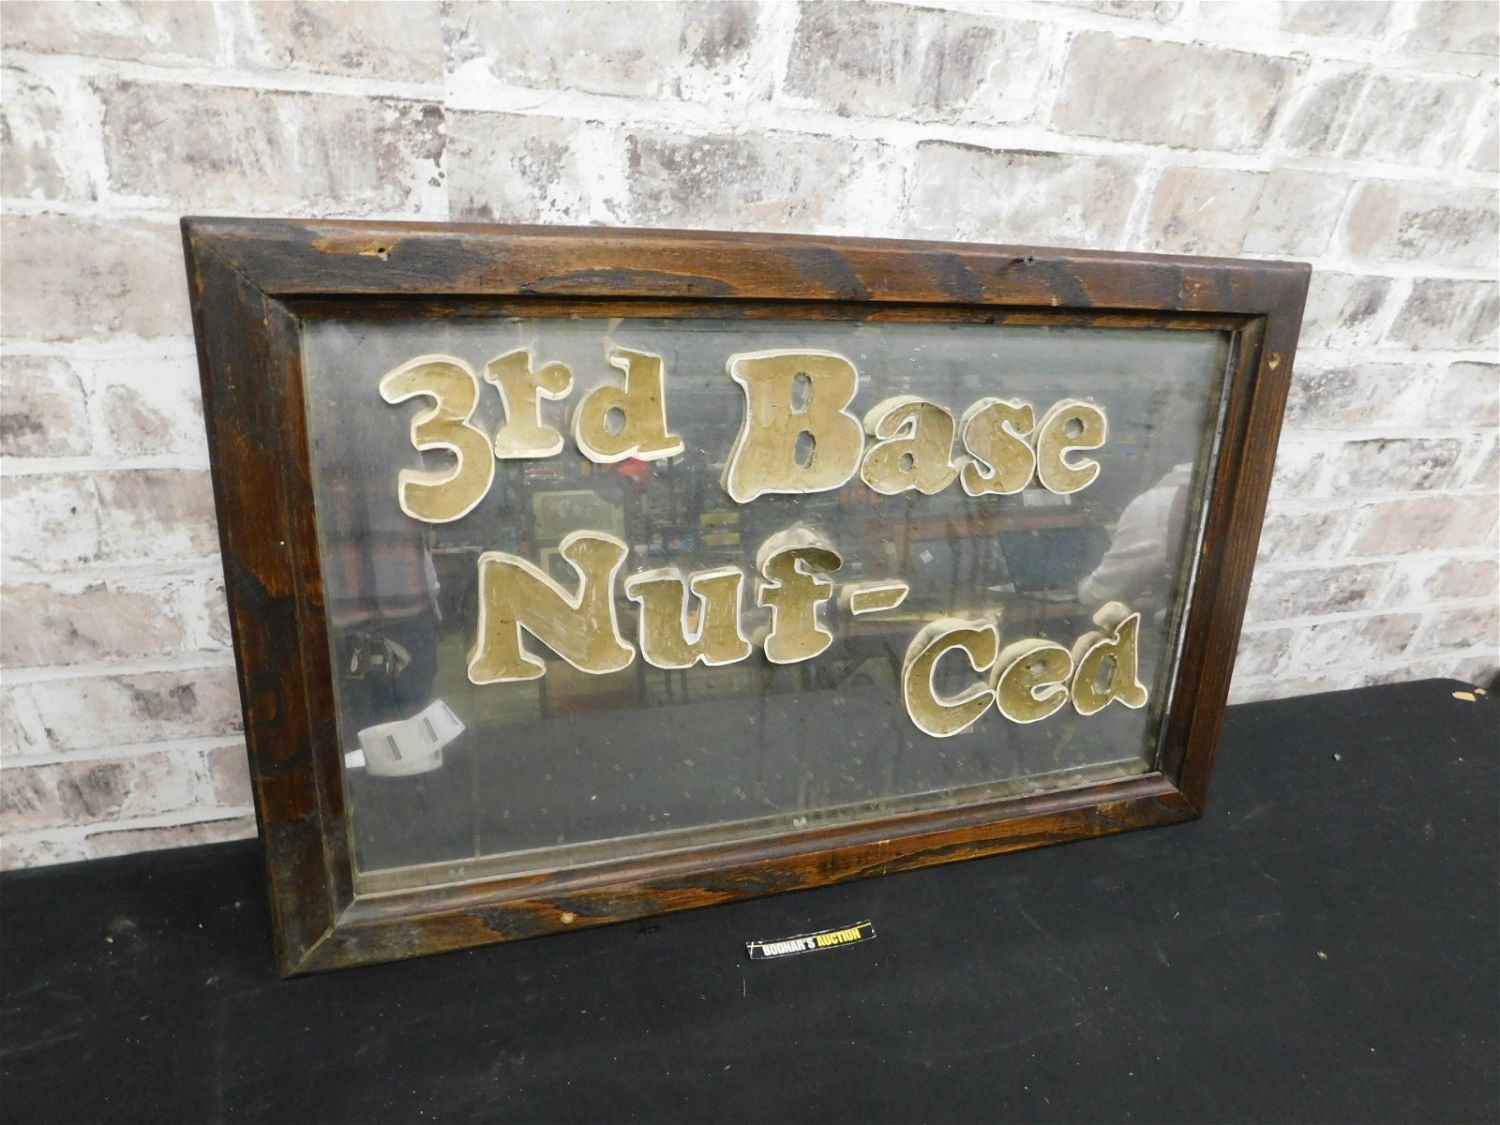 3rd Base
Nuf-Ced
BODNAR'S AUCTION